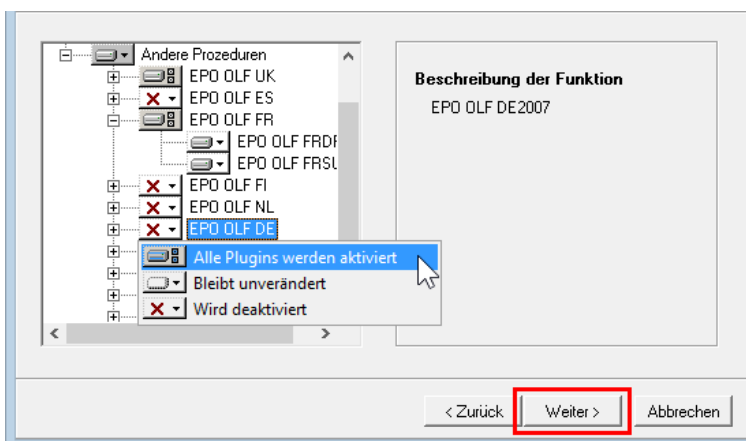 Andere Prozeduren
EPO OLF UK
EPO OLF ES
EPO OLF FR
EPO OLF FRDF
EPO OLF FRSU
EPO OLF FI
EPO OLF NL
EPO OLF DE
Alle Plugins werden aktiviert
Bleibt unverändert
Wird deaktiviert
Beschreibung der Funktion
EPO OLF DE2007
< Zurück
Weiter >
Abbrechen